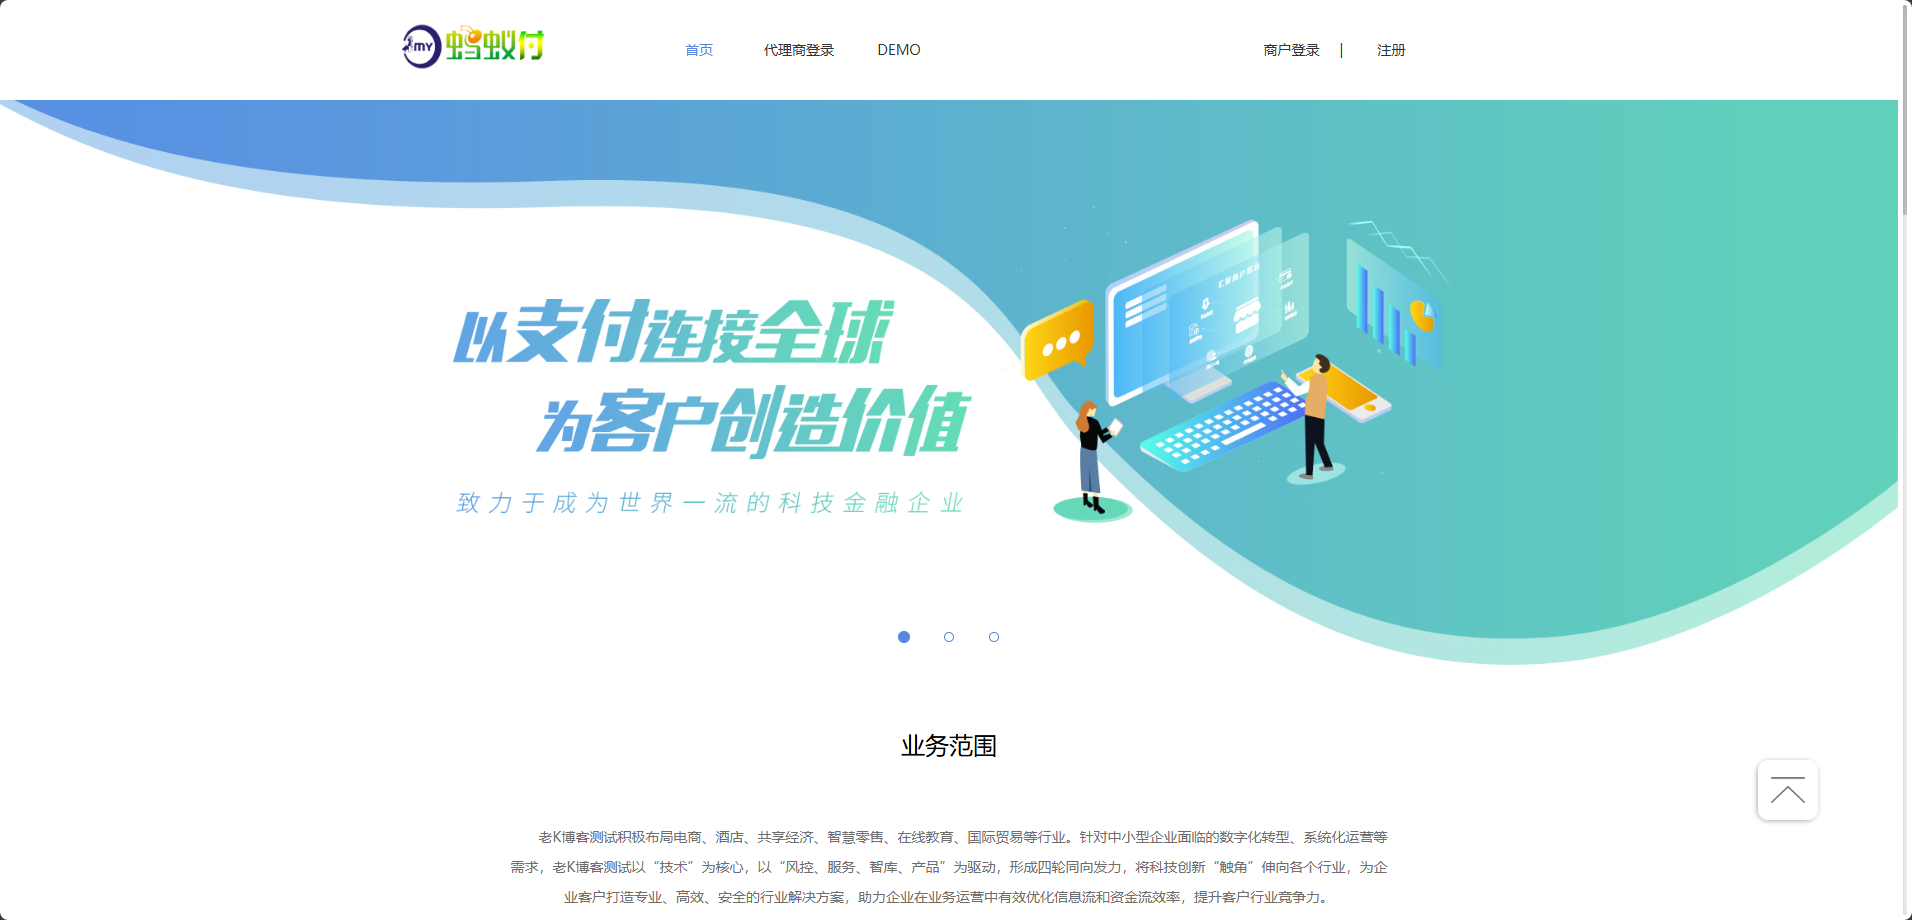 MY 蚂蚁付
首页 代理商登录 DEMO 商户登录 | 注册
以支付连接全球
为客户创造价值
致力于成为世界一流的科技金融企业
业务范围
老K博客测试积极布局电商、酒店、共享经济、智慧零售、在线教育、国际贸易等行业。针对中小型企业面临的数字化转型、系统化运营等
需求，老K博客测试以“技术”为核心，以“风控、服务、智库、产品”为驱动，形成四轮同向发力，将科技创新“触角”伸向各个行业，为企
业客户打造专业、高效、安全的行业解决方案，助力企业在业务运营中有效优化信息流和资金流效率，提升客户行业竞争力。